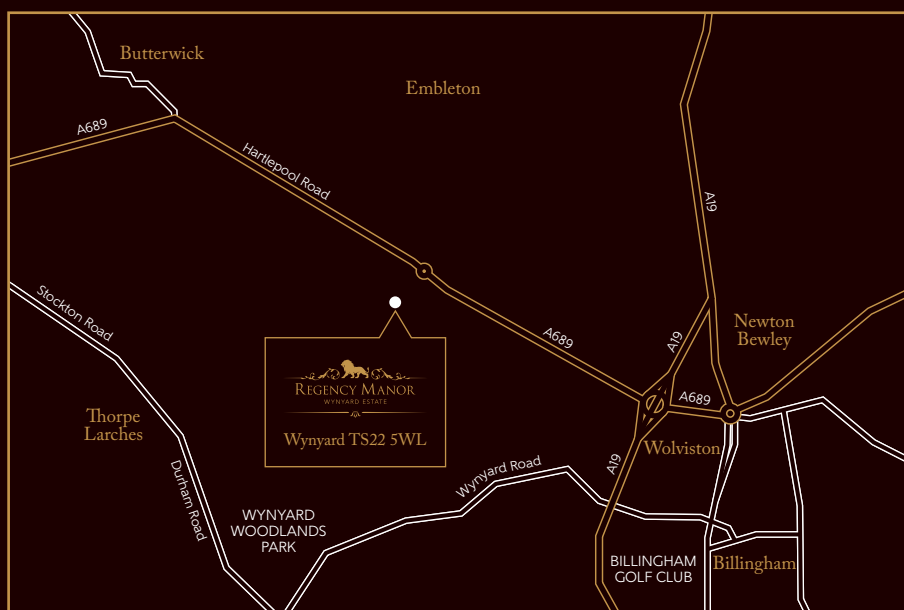 Butterwick
Embleton
A689
Hartlepool Road
A19
Stockton Road
A689
A19
Newton
Bewley
REGENCY MANOR
WYNYARD ESTATE
Wynyard TS22 5WL
A689
Thorpe
Larches
Wolviston
Durham Road
Wynyard Road
A19
WYNYARD
WOODLANDS
PARK
BILLINGHAM
GOLF CLUB
Billingham